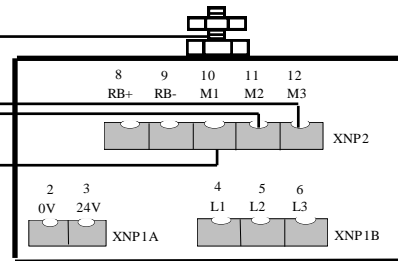 8 9 10 11 12
RB+ RB- M1 M2 M3
XNP2
2 3
0V 24V
XNP1A
4 5 6
L1 L2 L3
XNP1B